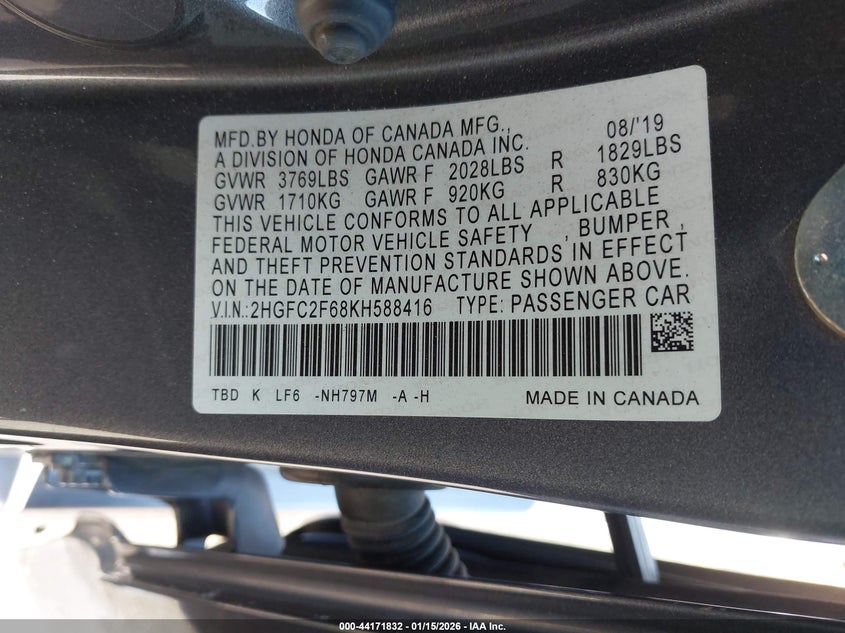 MFD.BY HONDA OF CANADA MFG., 08/'19
A DIVISION OF HONDA CANADA INC.
GVWR 3769LBS GAWR F 2028LBS R 1829LBS
GVWR 1710KG GAWR F 920KG R 830KG
THIS VEHICLE CONFORMS TO ALL APPLICABLE
FEDERAL MOTOR VEHICLE SAFETY , BUMPER ,
AND THEFT PREVENTION STANDARDS IN EFFECT
ON THE DATE OF MANUFACTURE SHOWN ABOVE.
V.I.N.:2HGFC2F68KH588416 TYPE: PASSENGER CAR
TBD K LF6 -NH797M -A -H MADE IN CANADA
000-44171832 - 01/15/2026 - IAA Inc.